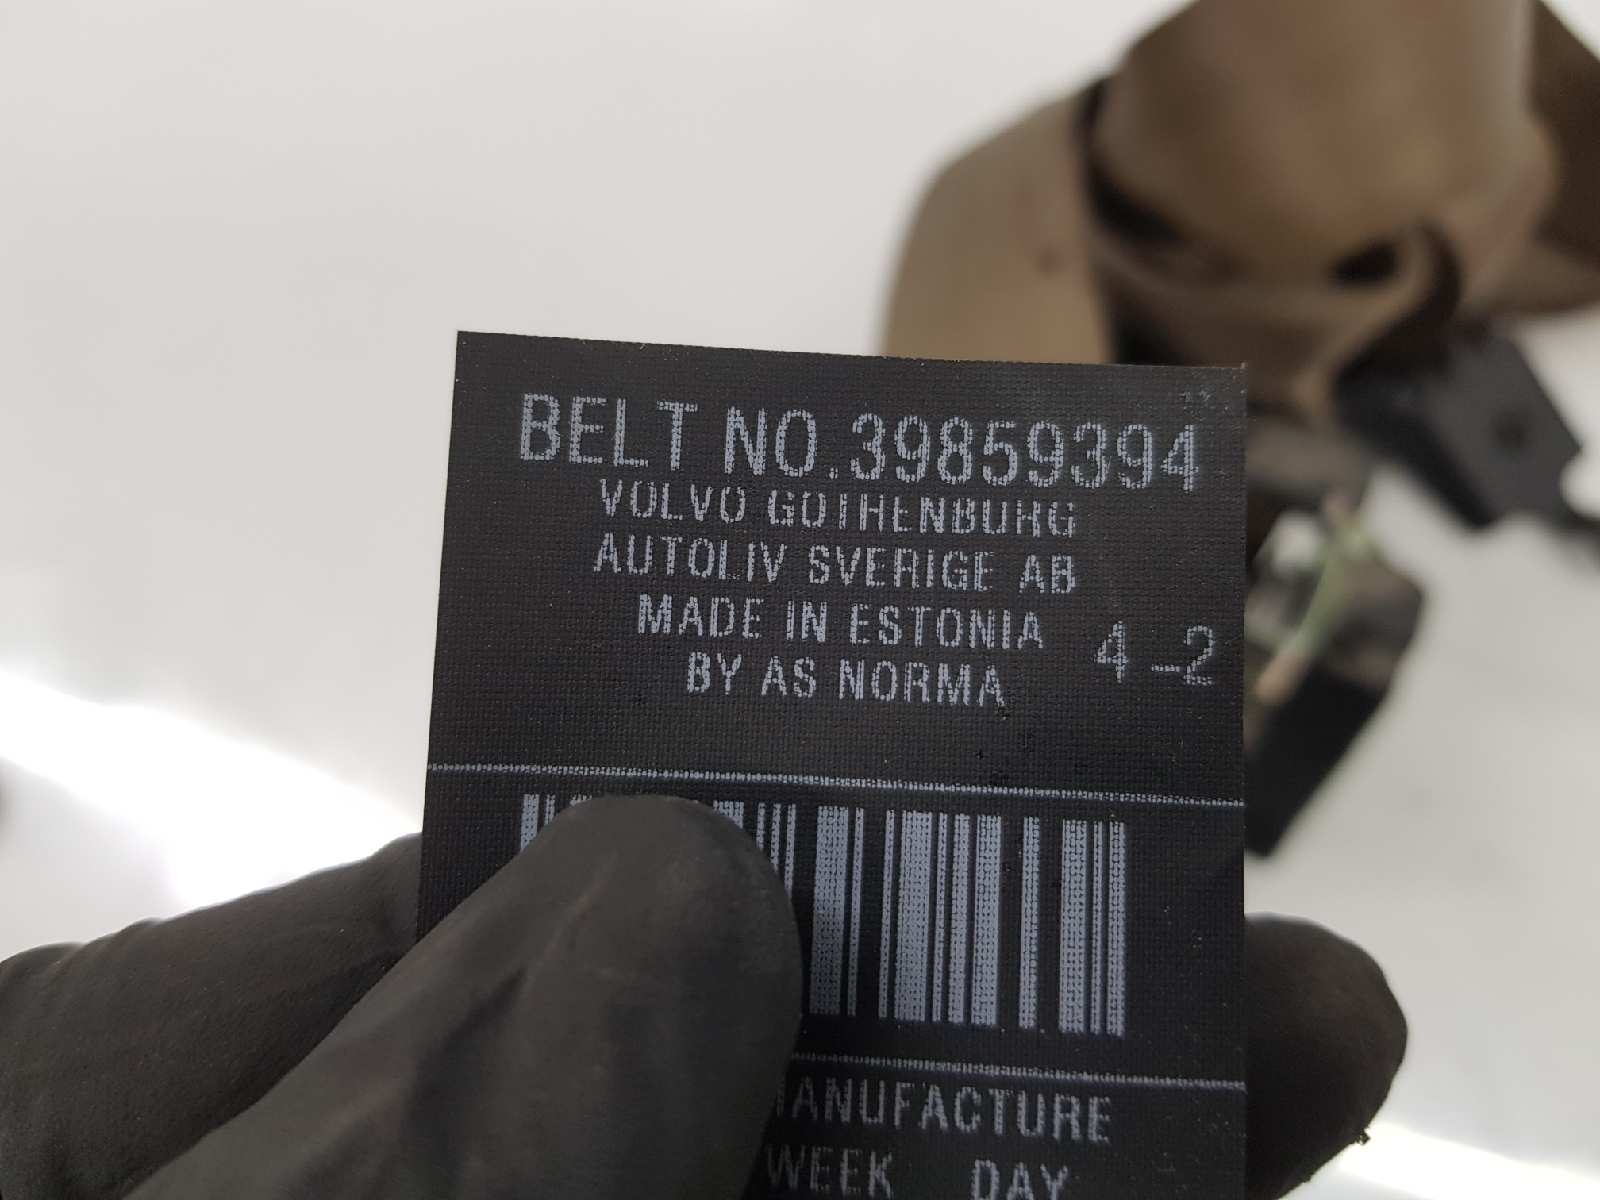 BELT NO.39859394
VOLVO GOTHENBURG
AUTOLIV SVERIGE AB
MADE IN ESTONIA 4-2
BY AS NORMA
MANUFACTURE
WEEK DAY